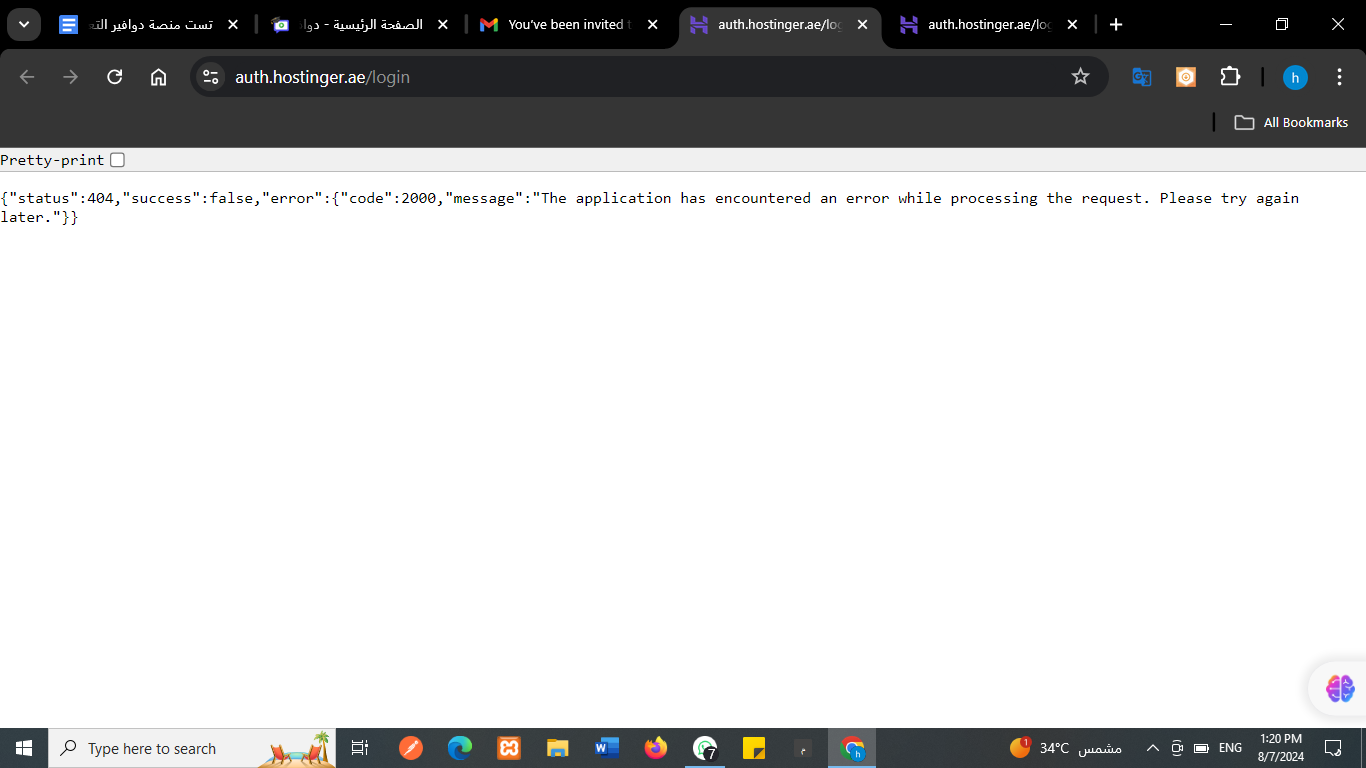 تست منصة دوافير التع
الصفحة الرئيسية - دواف
You've been invited t
auth.hostinger.ae/log
auth.hostinger.ae/log
auth.hostinger.ae/login
h
All Bookmarks
Pretty-print
{"status":404,"success":false,"error":{"code":2000,"message":"The application has encountered an error while processing the request. Please try again
later."}}
Type here to search
7
h
1
34°C مشمس
ENG
1:20 PM
8/7/2024